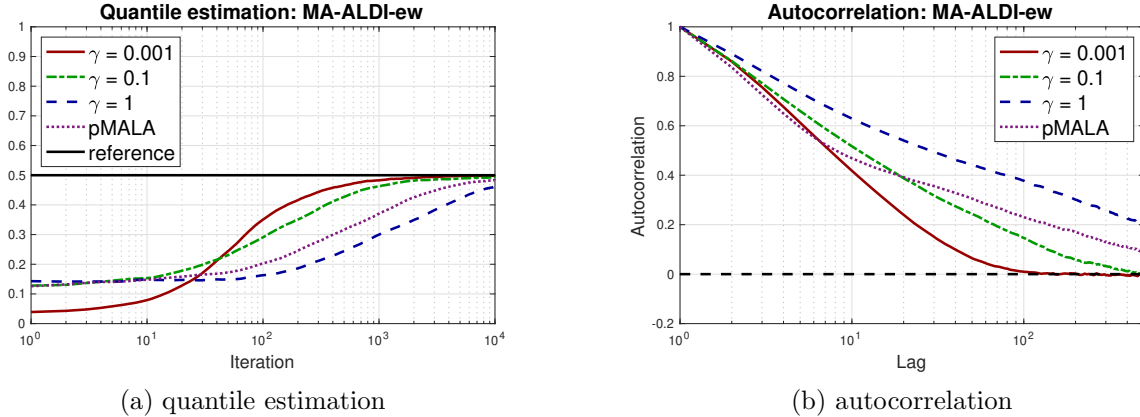 Quantile estimation: MA-ALDI-ew
1
0.9
0.8
0.7
0.6
0.5
0.4
0.3
0.2
0.1
0
γ = 0.001
γ = 0.1
γ = 1
pMALA
reference
10^0
10^1
10^2
10^3
10^4
Iteration
(a) quantile estimation
Autocorrelation: MA-ALDI-ew
1
0.8
0.6
0.4
0.2
0
-0.2
Autocorrelation
γ = 0.001
γ = 0.1
γ = 1
pMALA
10^0
10^1
10^2
Lag
(b) autocorrelation